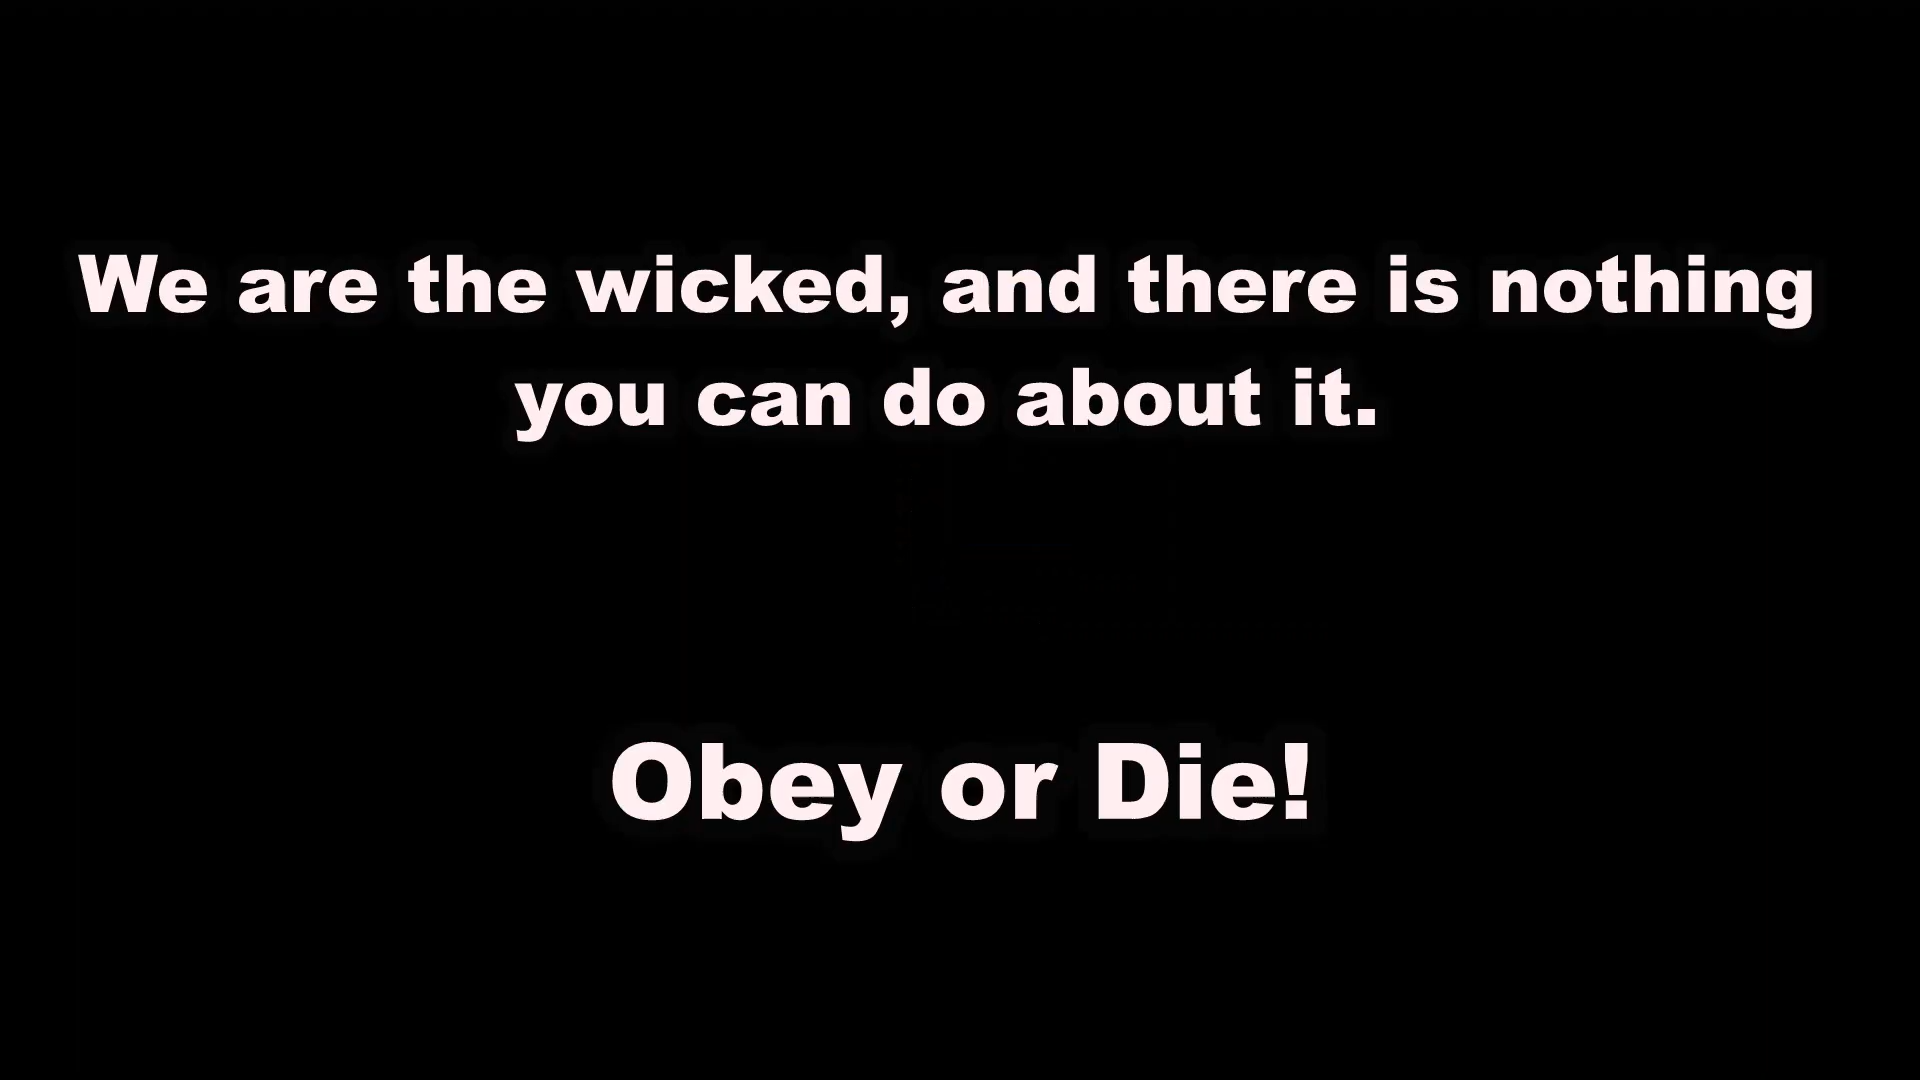 We are the wicked, and there is nothing
you can do about it.
Obey or Die!